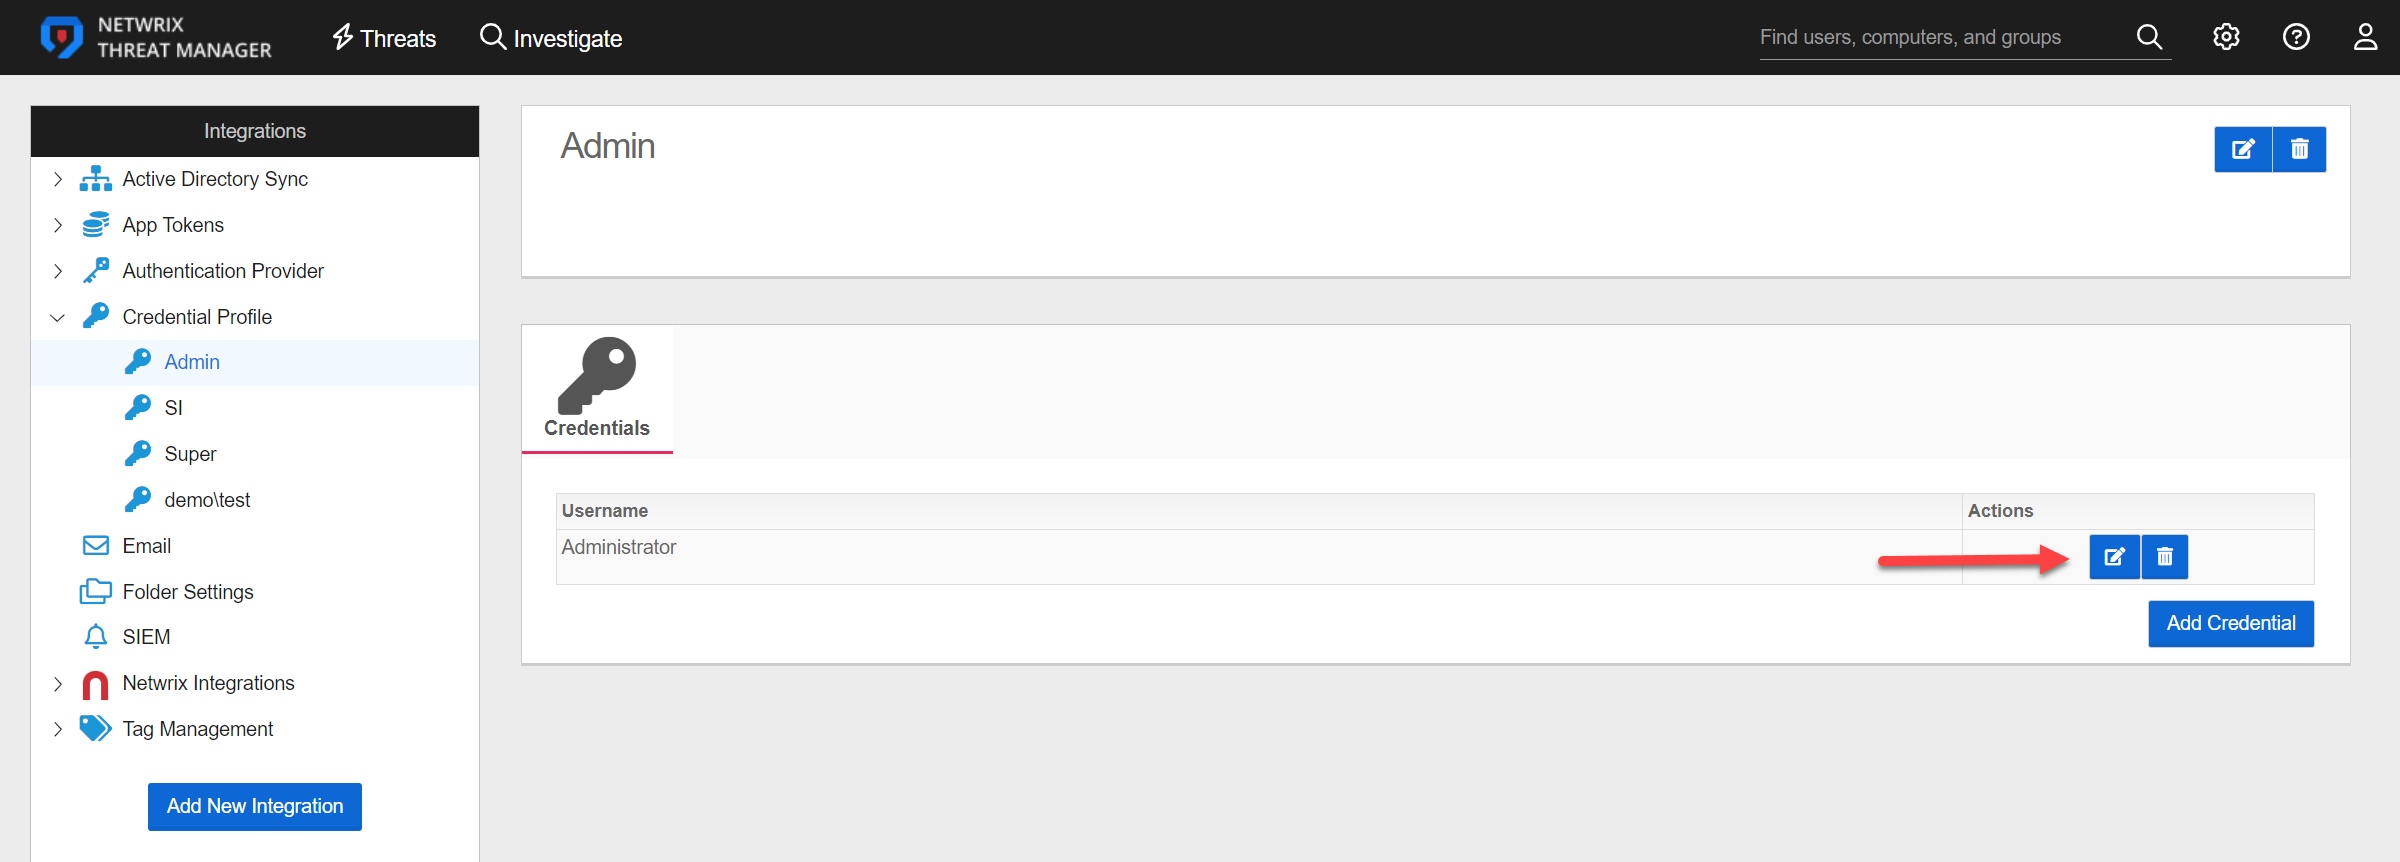 NETWRIX
THREAT MANAGER
Threats
Investigate
Find users, computers, and groups
Integrations
Active Directory Sync
App Tokens
Authentication Provider
Credential Profile
Admin
SI
Super
demo\test
Email
Folder Settings
SIEM
Netwrix Integrations
Tag Management
Add New Integration
Admin
Credentials
Username Actions
Administrator
Add Credential